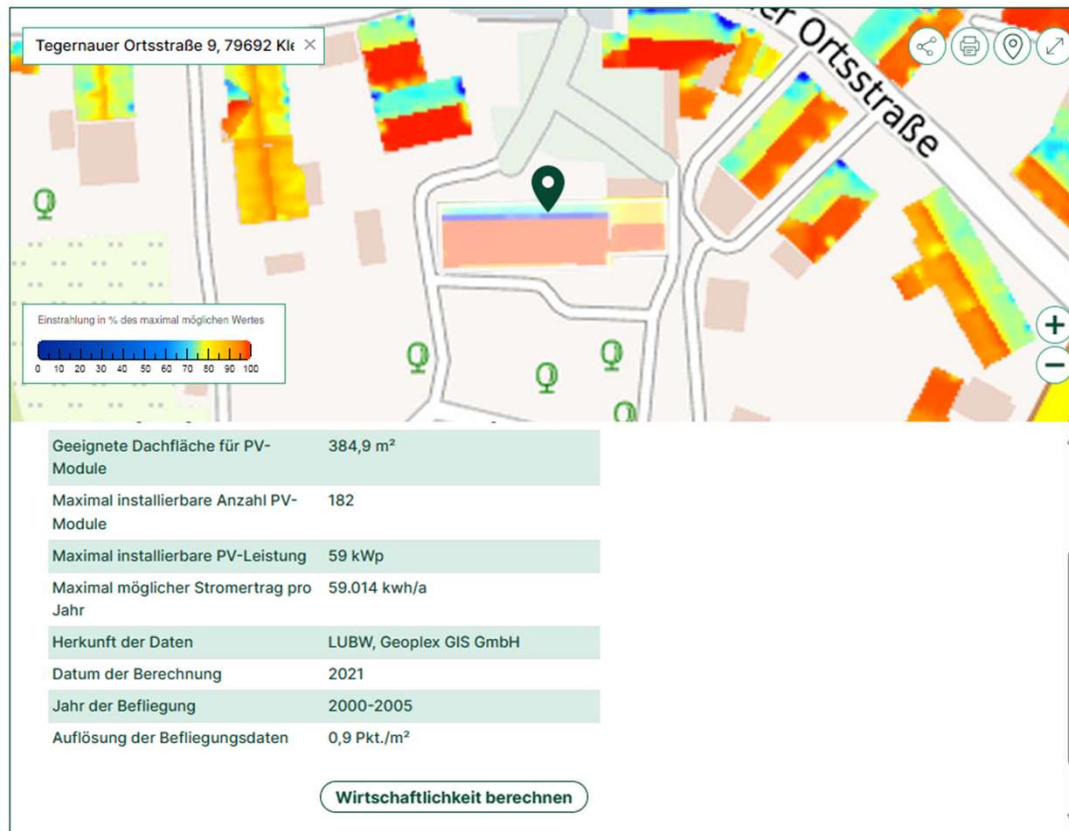 Tegernauer Ortsstraße 9, 79692 Kle
er Ortsstraße
Einstrahlung in % des maximal möglichen Wertes
0 10 20 30 40 50 60 70 80 90 100
Geeignete Dachfläche für PV- 384,9 m²
Module
Maximal installierbare Anzahl PV- 182
Module
Maximal installierbare PV-Leistung 59 kWp
Maximal möglicher Stromertrag pro 59.014 kwh/a
Jahr
Herkunft der Daten LUBW, Geoplex GIS GmbH
Datum der Berechnung 2021
Jahr der Befliegung 2000-2005
Auflösung der Befliegungsdaten 0,9 Pkt./m²
Wirtschaftlichkeit berechnen